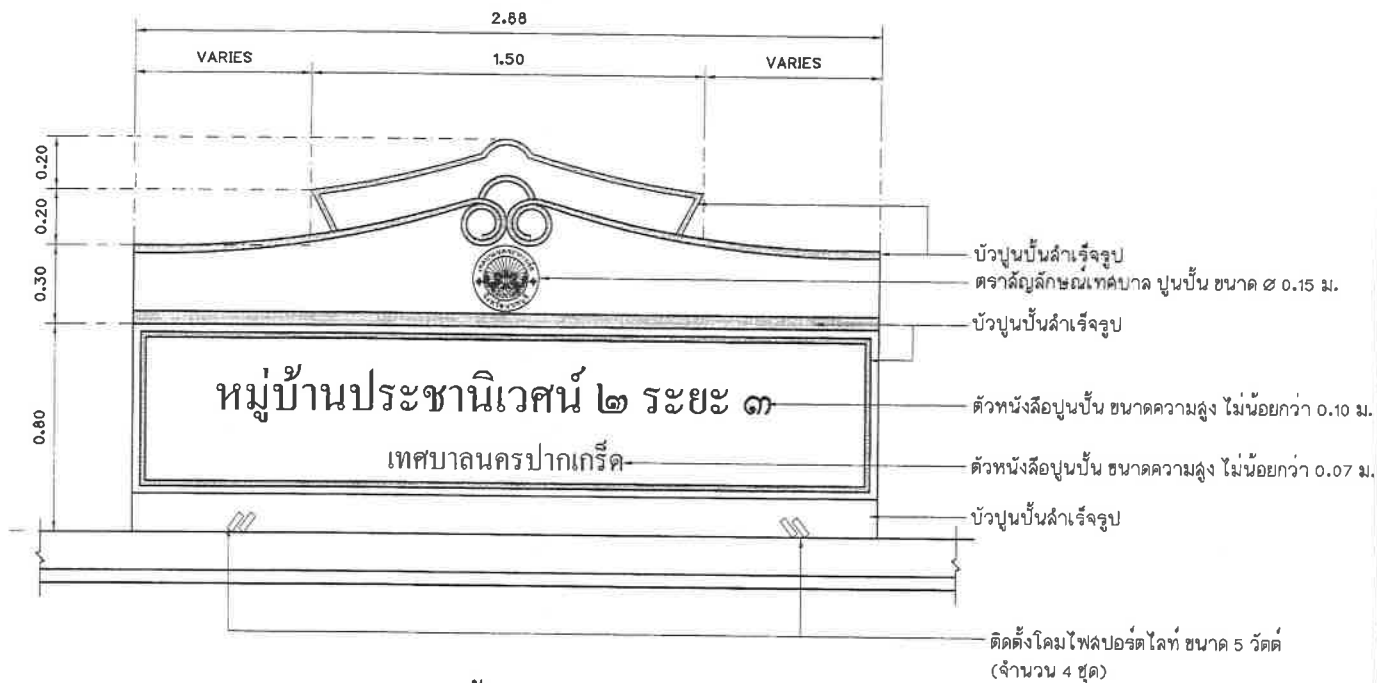 2.88
VARIES 1.50 VARIES
0.20
0.20
0.30
0.80
บัวปูนปั้นสำเร็จรูป
ตราสัญลักษณ์เทศบาล ปูนปั้น ขนาด Ø 0.15 ม.
บัวปูนปั้นสำเร็จรูป
หมู่บ้านประชานิเวศน์ ๒ ระยะ ๓
ตัวหนังสือปูนปั้น ขนาดความสูง ไม่น้อยกว่า 0.10 ม.
เทศบาลนครปากเกร็ด
ตัวหนังสือปูนปั้น ขนาดความสูง ไม่น้อยกว่า 0.07 ม.
บัวปูนปั้นสำเร็จรูป
ติดตั้งโคมไฟสปอร์ตไลท์ ขนาด 5 วัตต์
(จำนวน 4 ชุด)